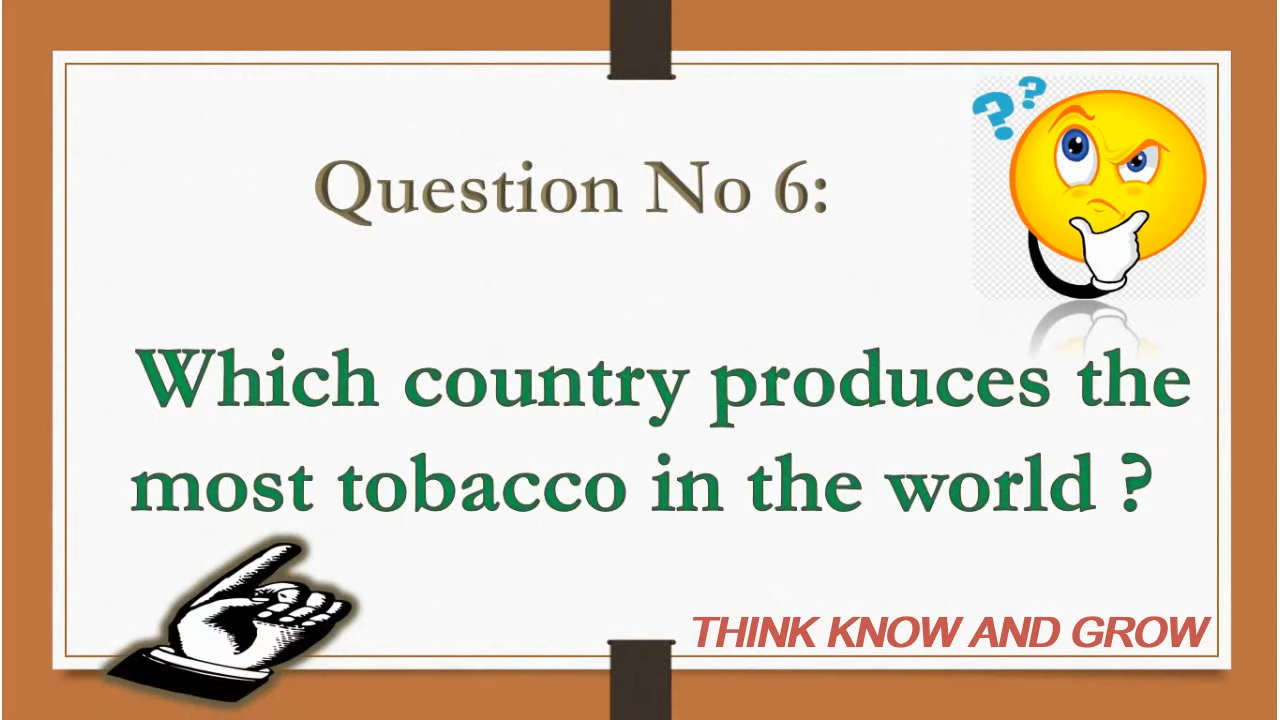 Question No 6:
Which country produces the
most tobacco in the world ?
THINK KNOW AND GROW